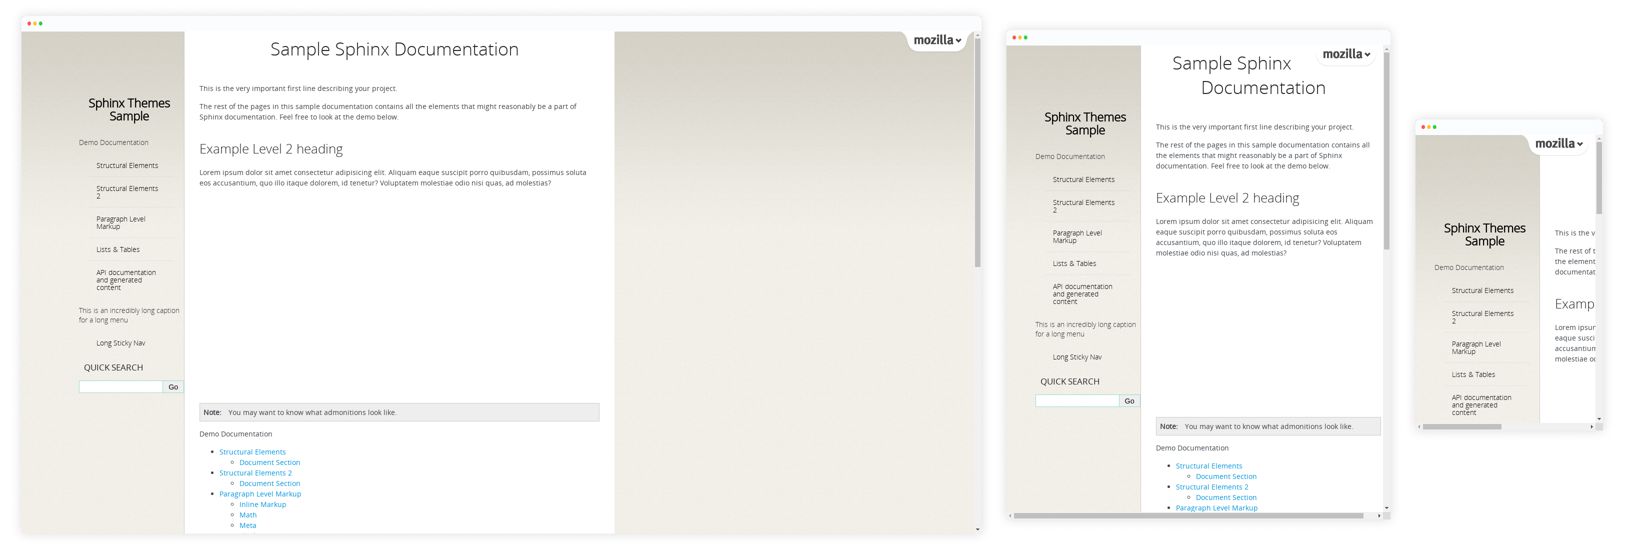 mozilla
Sample Sphinx Documentation
Sphinx Themes
Sample
Demo Documentation
Structural Elements
Structural Elements
2
Paragraph Level
Markup
Lists & Tables
API documentation
and generated
content
This is an incredibly long caption
for a long menu
Long Sticky Nav
QUICK SEARCH
Go
This is the very important first line describing your project.
The rest of the pages in this sample documentation contains all the elements that might reasonably be a part of
Sphinx documentation. Feel free to look at the demo below.
Example Level 2 heading
Lorem ipsum dolor sit amet consectetur adipisicing elit. Aliquam eaque suscipit porro quibusdam, possimus soluta
eos accusantium, quo illo itaque dolorem, id tenetur? Voluptatem molestiae odio nisi quas, ad molestias?
Note: You may want to know what admonitions look like.
Demo Documentation
Structural Elements
Document Section
Structural Elements 2
Document Section
Paragraph Level Markup
Inline Markup
Math
Meta
mozilla
Sample Sphinx
Documentation
Sphinx Themes
Sample
Demo Documentation
Structural Elements
Structural Elements
2
Paragraph Level
Markup
Lists & Tables
API documentation
and generated
content
This is an incredibly long caption
for a long menu
Long Sticky Nav
QUICK SEARCH
Go
This is the very important first line describing your project.
The rest of the pages in this sample documentation contains all
the elements that might reasonably be a part of Sphinx
documentation. Feel free to look at the demo below.
Example Level 2 heading
Lorem ipsum dolor sit amet consectetur adipisicing elit. Aliquam
eaque suscipit porro quibusdam, possimus soluta eos
accusantium, quo illo itaque dolorem, id tenetur? Voluptatem
molestiae odio nisi quas, ad molestias?
Note: You may want to know what admonitions look like.
Demo Documentation
Structural Elements
Document Section
Structural Elements 2
Document Section
Paragraph Level Markup
mozilla
Sphinx Themes
Sample
Demo Documentation
Structural Elements
Structural Elements
2
Paragraph Level
Markup
Lists & Tables
API documentation
and generated
content
This is the v
The rest of t
the element
documentat
Examp
Lorem ipsur
eaque susci
accusantium
molestiae oc